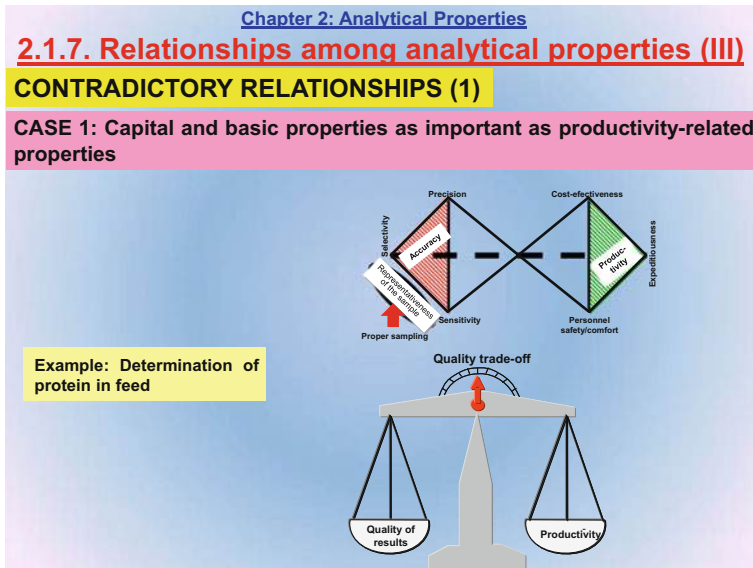 Chapter 2: Analytical Properties
2.1.7. Relationships among analytical properties (III)
CONTRADICTORY RELATIONSHIPS (1)
CASE 1: Capital and basic properties as important as productivity-related
properties
Precision
Cost-efectiveness
Selectivity
Accuracy
Produc-
tivity
Expeditiousness
Representativeness
of the sample
Sensitivity
Personnel
safety/comfort
Proper sampling
Example: Determination of
protein in feed
Quality trade-off
Quality of
results
Productivity